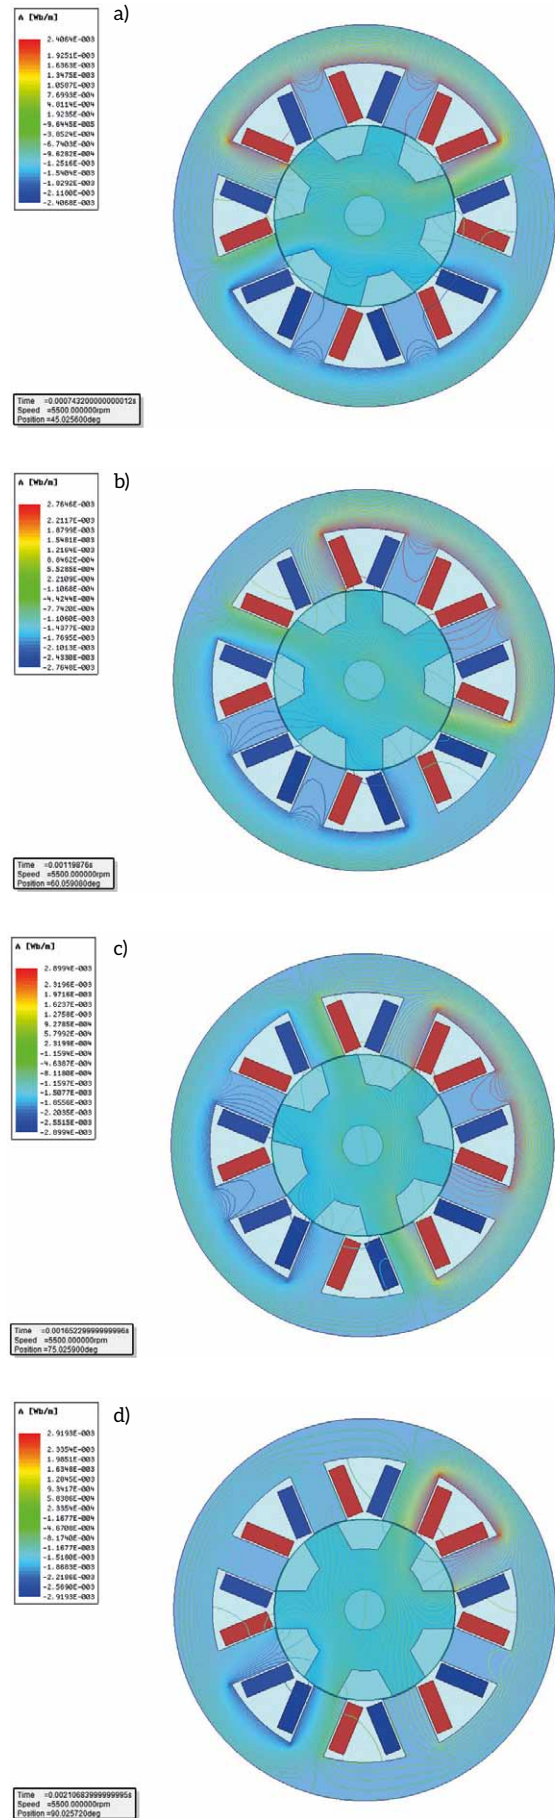 a)
A [Wb/m]
2.4064E-003
1.9251E-003
1.6363E-003
1.3475E-003
1.0587E-003
7.6993E-004
4.8114E-004
1.9235E-004
-9.6445E-005
-3.8524E-004
-6.7403E-004
-9.6282E-004
-1.2516E-003
-1.5404E-003
-1.8292E-003
-2.1180E-003
-2.4068E-003
Time =0.00074320000000000012s
Speed =5500.000000rpm
Position =45.025600deg
b)
A [Wb/m]
2.7646E-003
2.2117E-003
1.8799E-003
1.5481E-003
1.2164E-003
8.8462E-004
5.5285E-004
2.2109E-004
-1.1068E-004
-4.4244E-004
-7.7420E-004
-1.1060E-003
-1.4377E-003
-1.7695E-003
-2.1013E-003
-2.4330E-003
-2.7648E-003
Time =0.00119876s
Speed =5500.000000rpm
Position =60.059080deg
c)
A [Wb/m]
2.8994E-003
2.3196E-003
1.9716E-003
1.6237E-003
1.2758E-003
9.2785E-004
5.7992E-004
2.3199E-004
-1.1594E-004
-4.6387E-004
-8.1180E-004
-1.1597E-003
-1.5077E-003
-1.8556E-003
-2.2035E-003
-2.5515E-003
-2.8994E-003
Time =0.0016522999999999996s
Speed =5500.000000rpm
Position =75.025900deg
d)
A [Wb/m]
2.9193E-003
2.3354E-003
1.9851E-003
1.6348E-003
1.2845E-003
9.3417E-004
5.8386E-004
2.3354E-004
-1.1677E-004
-4.6708E-004
-8.1740E-004
-1.1677E-003
-1.5180E-003
-1.8683E-003
-2.2186E-003
-2.5690E-003
-2.9193E-003
Time =0.0021068399999999995s
Speed =5500.000000rpm
Position =90.025720deg